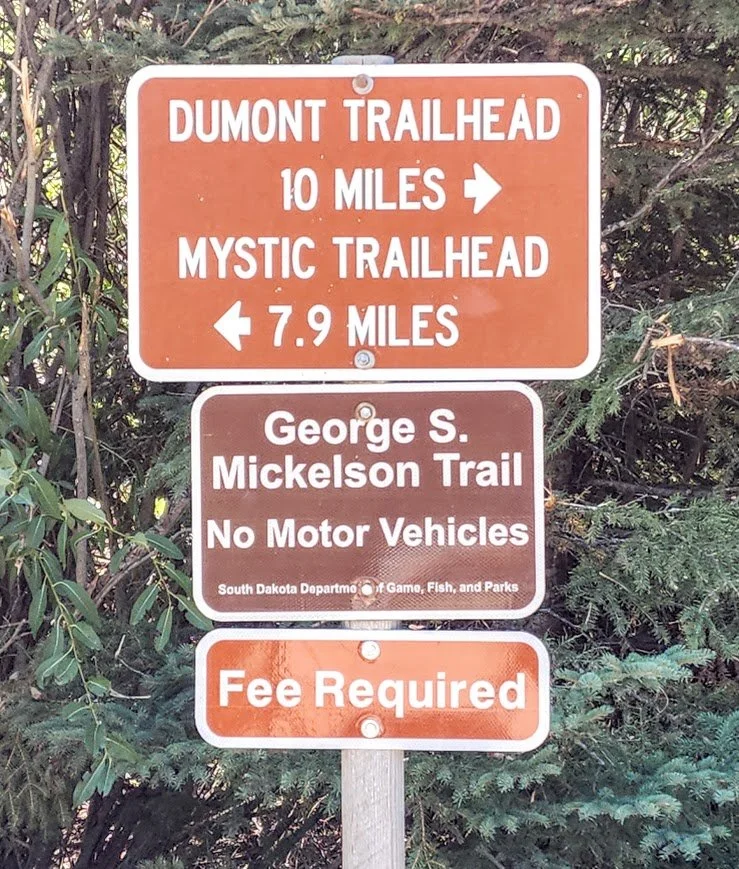 DUMONT TRAILHEAD
10 MILES →
MYSTIC TRAILHEAD
← 7.9 MILES
George S.
Mickelson Trail
No Motor Vehicles
South Dakota Departme f Game, Fish, and Parks
Fee Required